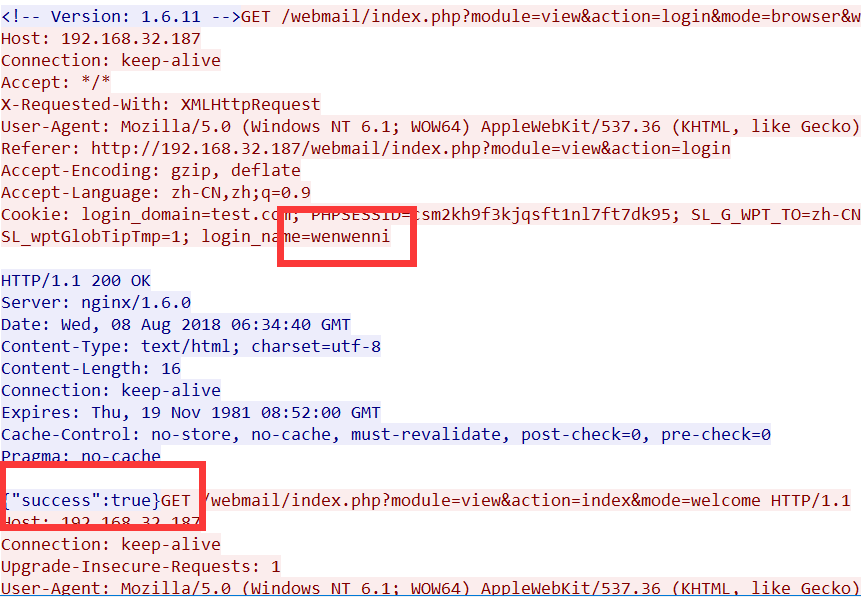 <!-- Version: 1.6.11 -->GET /webmail/index.php?module=view&action=login&mode=browser&w
Host: 192.168.32.187
Connection: keep-alive
Accept: */*
X-Requested-With: XMLHttpRequest
User-Agent: Mozilla/5.0 (Windows NT 6.1; WOW64) AppleWebKit/537.36 (KHTML, like Gecko)
Referer: http://192.168.32.187/webmail/index.php?module=view&action=login
Accept-Encoding: gzip, deflate
Accept-Language: zh-CN,zh;q=0.9
Cookie: login_domain=test.com; PHPSESSID=csm2kh9f3kjqsft1nl7ft7dk95; SL_G_WPT_TO=zh-CN
SL_wptGlobTipTmp=1; login_name=wenwenni
HTTP/1.1 200 OK
Server: nginx/1.6.0
Date: Wed, 08 Aug 2018 06:34:40 GMT
Content-Type: text/html; charset=utf-8
Content-Length: 16
Connection: keep-alive
Expires: Thu, 19 Nov 1981 08:52:00 GMT
Cache-Control: no-store, no-cache, must-revalidate, post-check=0, pre-check=0
Pragma: no-cache
{"success":true}GET /webmail/index.php?module=view&action=index&mode=welcome HTTP/1.1
Host: 192.168.32.187
Connection: keep-alive
Upgrade-Insecure-Requests: 1
User-Agent: Mozilla/5.0 (Windows NT 6.1; WOW64) AppleWebKit/537.36 (KHTML, like Gecko)